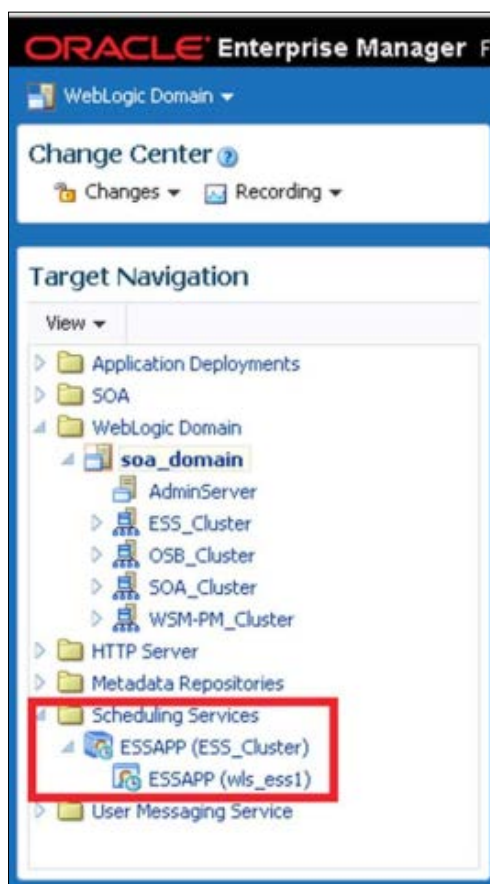 ORACLE Enterprise Manager F
WebLogic Domain
Change Center
Changes Recording
Target Navigation
View
Application Deployments
SOA
WebLogic Domain
soa_domain
AdminServer
ESS_Cluster
OSB_Cluster
SOA_Cluster
WSM-PM_Cluster
HTTP Server
Metadata Repositories
Scheduling Services
ESSAPP (ESS_Cluster)
ESSAPP (wls_ess1)
User Messaging Service